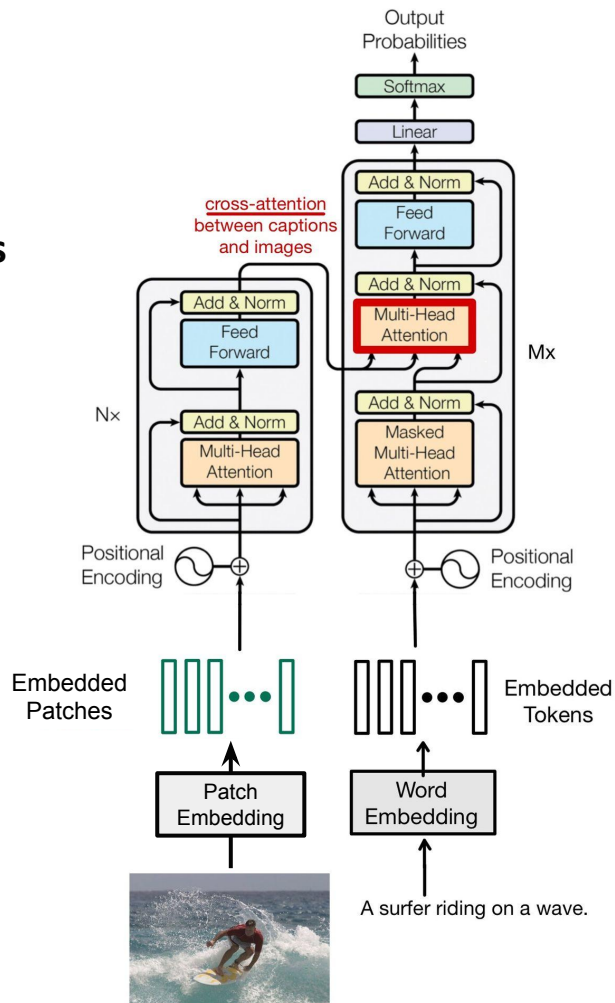 Output
Probabilities
Softmax
Linear
Add & Norm
Feed
Forward
Add & Norm
Multi-Head
Attention
Mx
Add & Norm
Masked
Multi-Head
Attention
cross-attention
between captions
and images
s
Add & Norm
Feed
Forward
N×
Add & Norm
Multi-Head
Attention
Positional
Encoding
Positional
Encoding
Embedded
Patches
Embedded
Tokens
Patch
Embedding
Word
Embedding
A surfer riding on a wave.